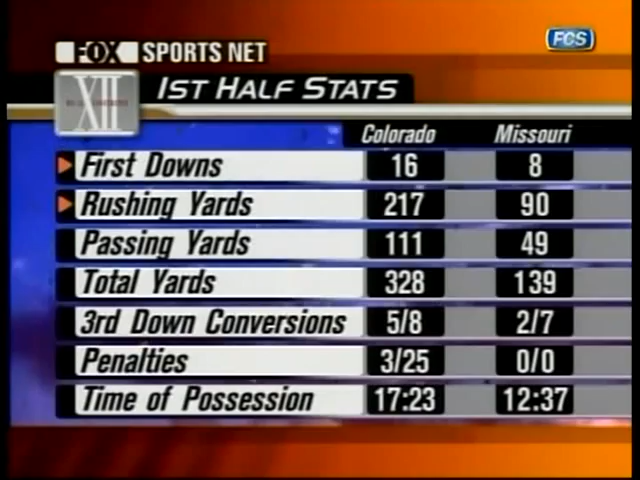 FOX SPORTS NET
FCS
XII
1ST HALF STATS
Colorado Missouri
First Downs 16 8
Rushing Yards 217 90
Passing Yards 111 49
Total Yards 328 139
3rd Down Conversions 5/8 2/7
Penalties 3/25 0/0
Time of Possession 17:23 12:37